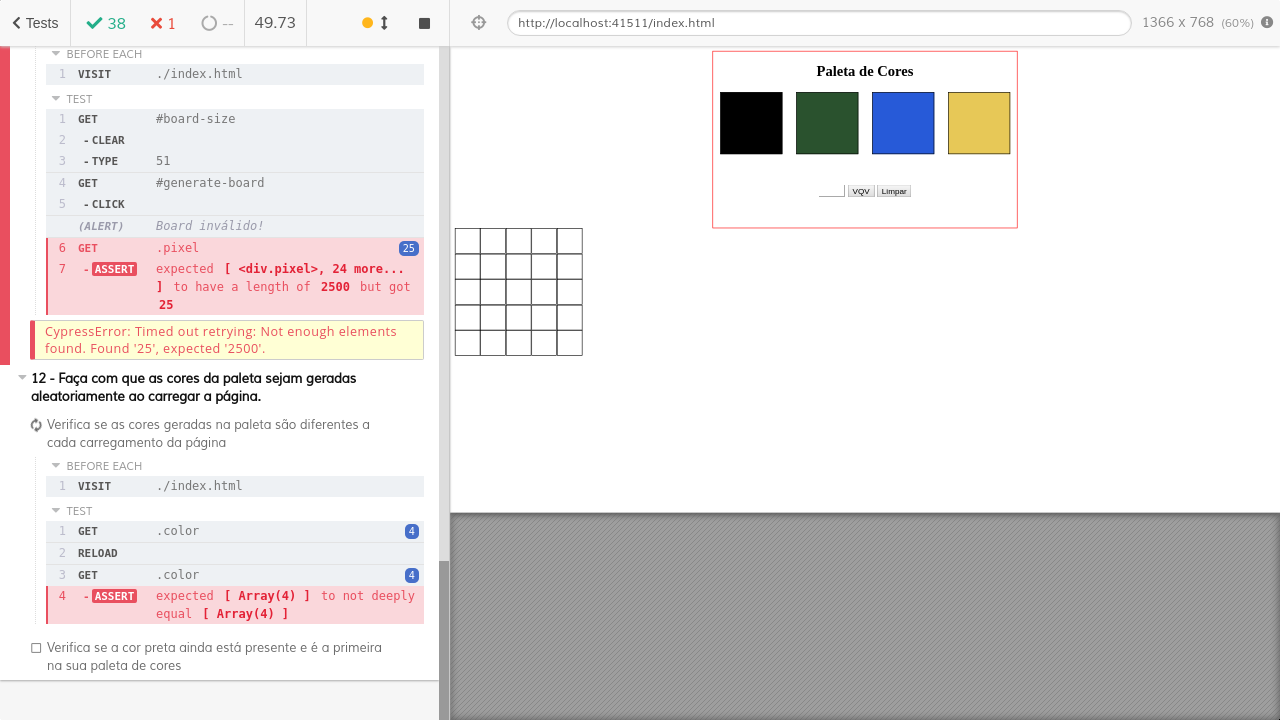 Tests
38
1
--
49.73
http://localhost:41511/index.html
1366 x 768 (60%)
BEFORE EACH
1 VISIT ./index.html
TEST
1 GET #board-size
2 - CLEAR
3 - TYPE 51
4 GET #generate-board
5 - CLICK
(ALERT) Board inválido!
6 GET .pixel 25
7 - ASSERT expected [ <div.pixel>, 24 more...
] to have a length of 2500 but got
25
CypressError: Timed out retrying: Not enough elements
found. Found '25', expected '2500'.
12 - Faça com que as cores da paleta sejam geradas
aleatoriamente ao carregar a página.
Verifica se as cores geradas na paleta são diferentes a
cada carregamento da página
BEFORE EACH
1 VISIT ./index.html
TEST
1 GET .color 4
2 RELOAD
3 GET .color 4
4 - ASSERT expected [ Array(4) ] to not deeply
equal [ Array(4) ]
Verifica se a cor preta ainda está presente e é a primeira
na sua paleta de cores
Paleta de Cores
VQV Limpar